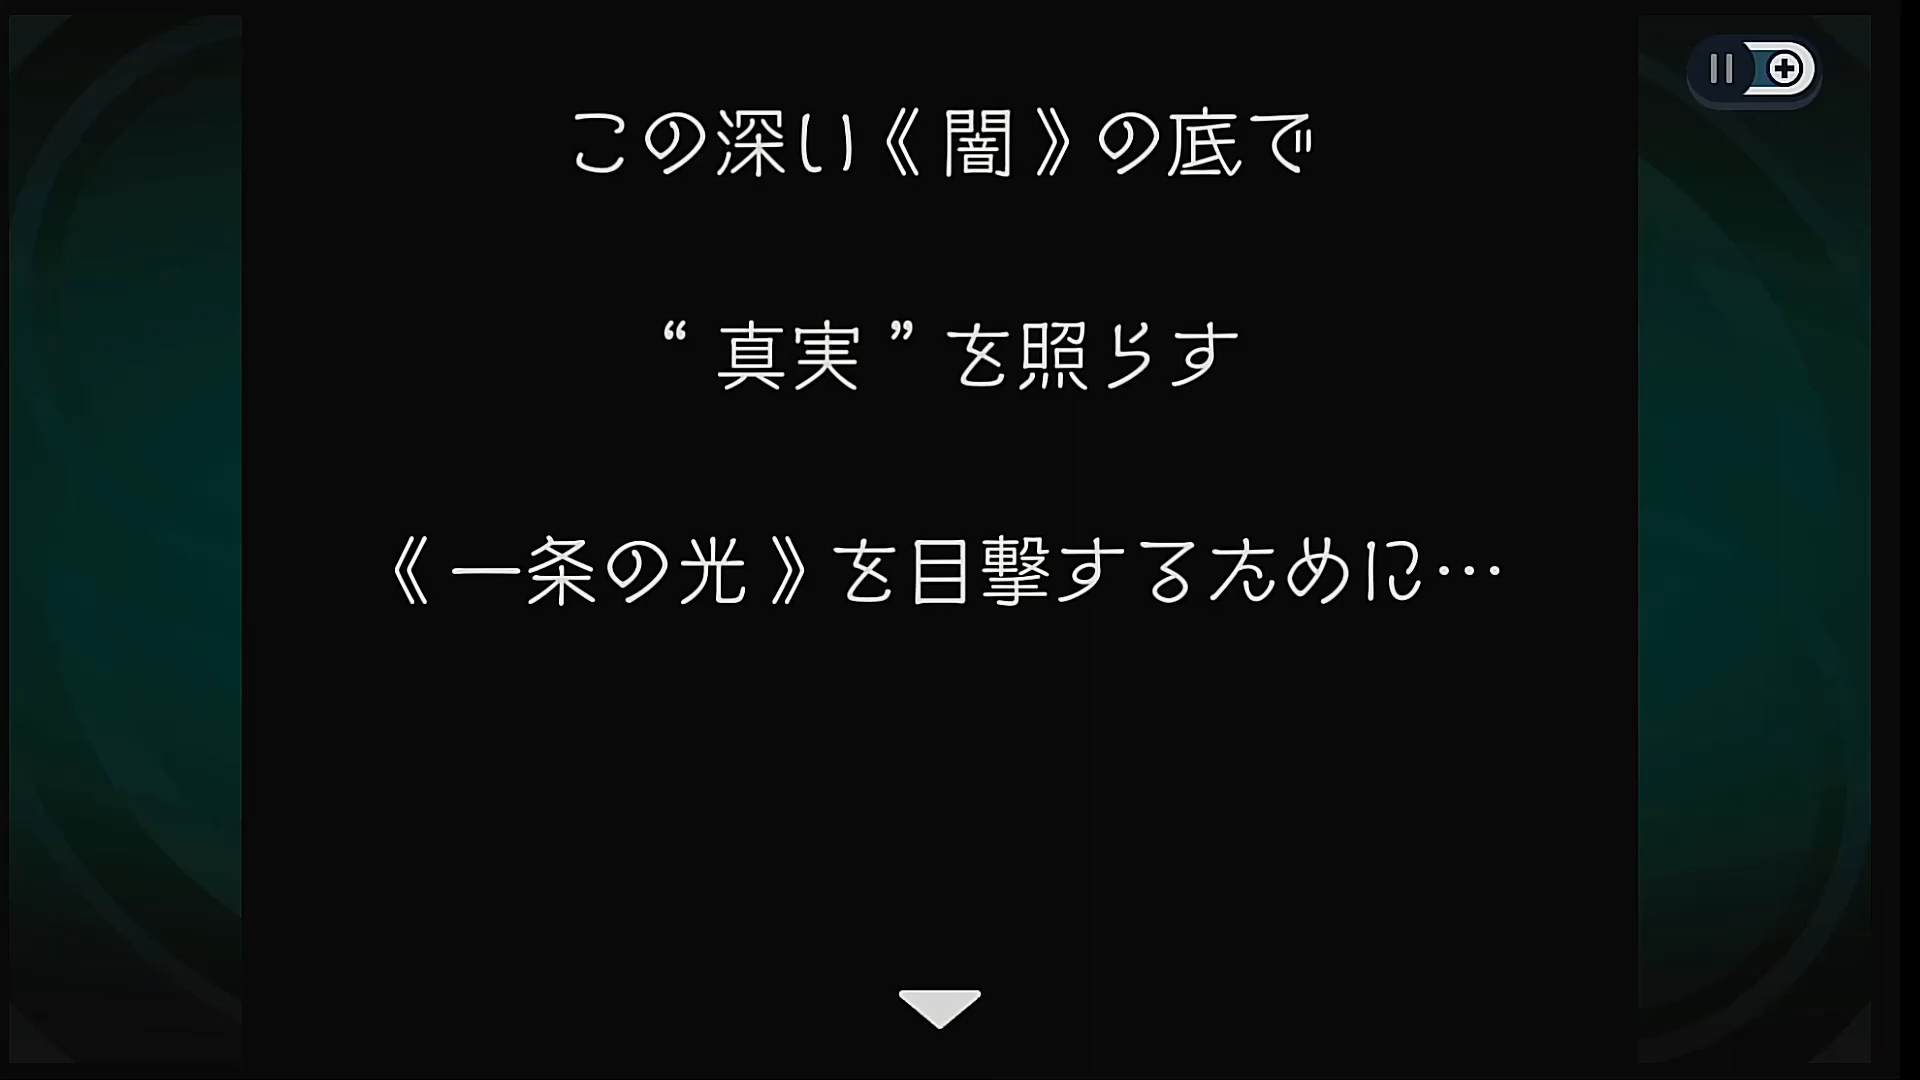 この深い《闇》の底で
“真実”を照らす
《一条の光》を目撃するために…